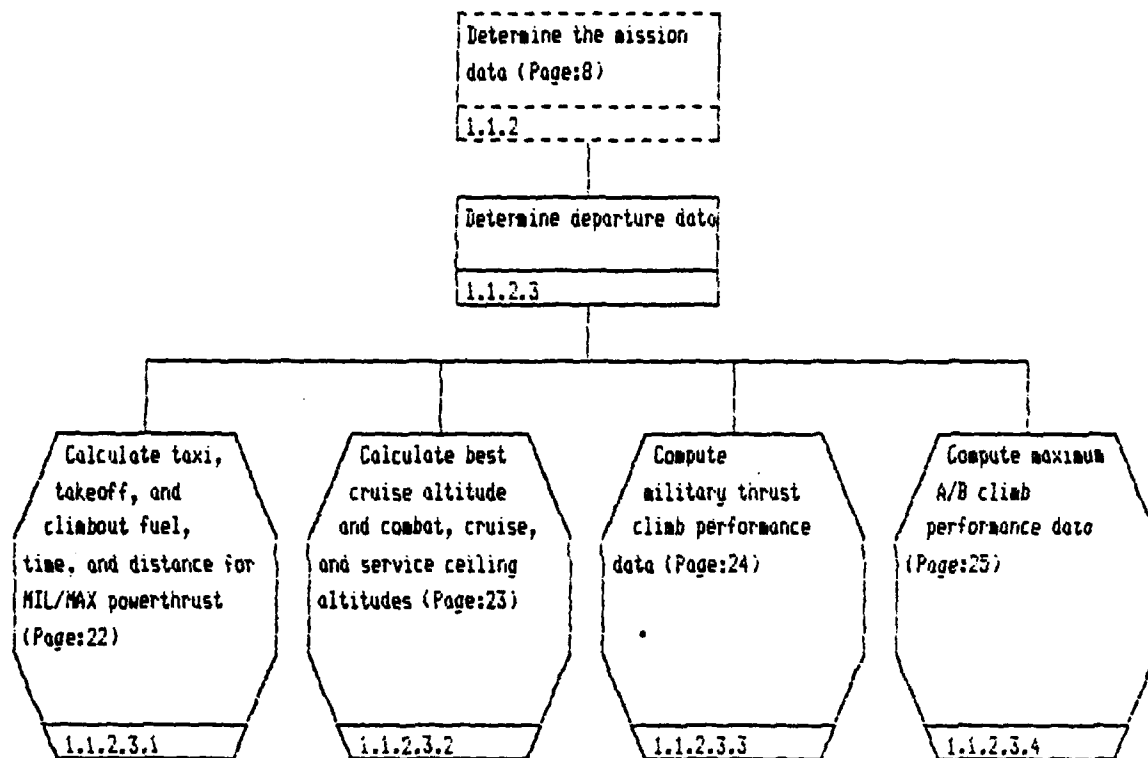 Determine the mission
data (Page:8)
1.1.2
Determine departure data
1.1.2.3
Calculate taxi,
takeoff, and
climbout fuel,
time, and distance for
MIL/MAX powerthrust
(Page:22)
1.1.2.3.1
Calculate best
cruise altitude
and combat, cruise,
and service ceiling
altitudes (Page:23)
1.1.2.3.2
Compute
military thrust
climb performance
data (Page:24)
1.1.2.3.3
Compute maximum
A/B climb
performance data
(Page:25)
1.1.2.3.4